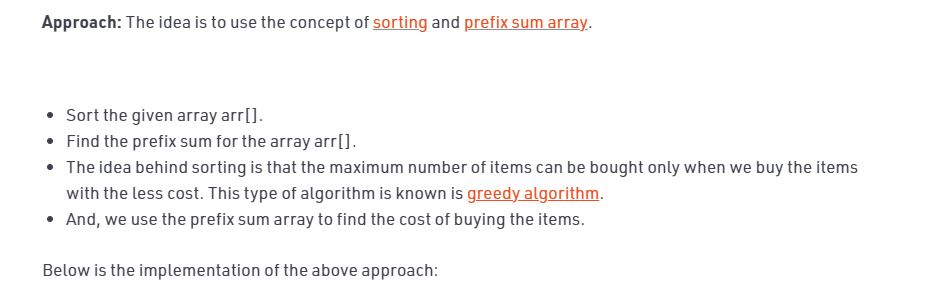 Approach: The idea is to use the concept of sorting and prefix sum array.
• Sort the given array arr[].
• Find the prefix sum for the array arr[].
• The idea behind sorting is that the maximum number of items can be bought only when we buy the items
with the less cost. This type of algorithm is known is greedy algorithm.
• And, we use the prefix sum array to find the cost of buying the items.
Below is the implementation of the above approach: